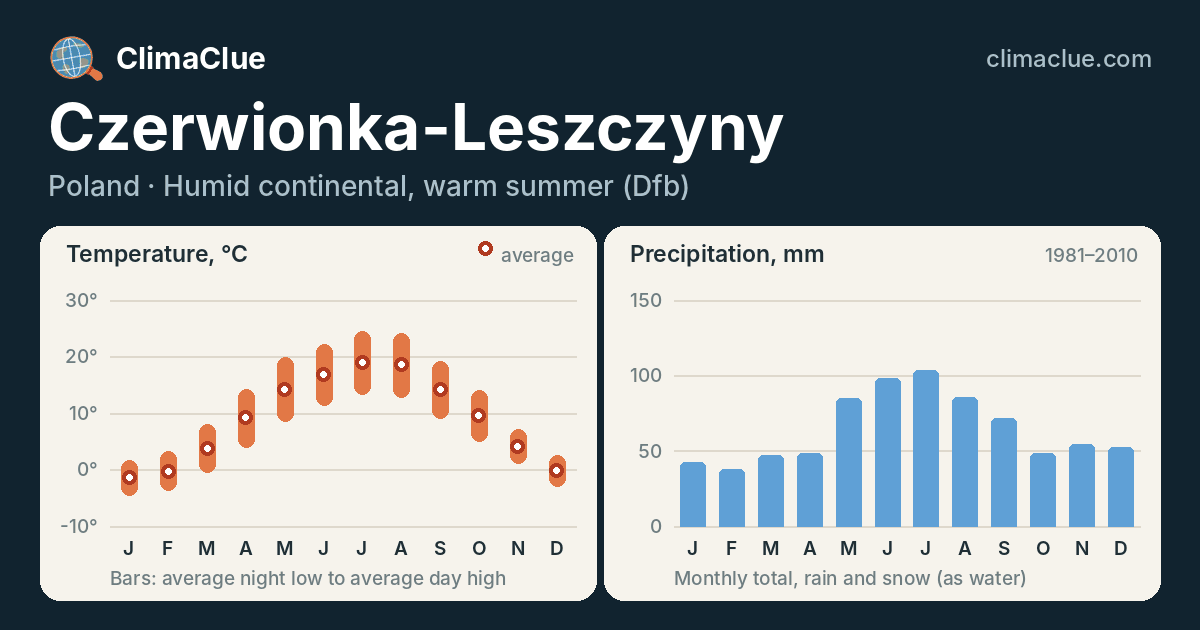 ClimaClue
climaclue.com
Czerwionka-Leszczyny
Poland · Humid continental, warm summer (Dfb)
Temperature, °C
average
30°
20°
10°
0°
-10°
J F M A M J J A S O N D
Bars: average night low to average day high
Precipitation, mm
1981–2010
150
100
50
0
J F M A M J J A S O N D
Monthly total, rain and snow (as water)